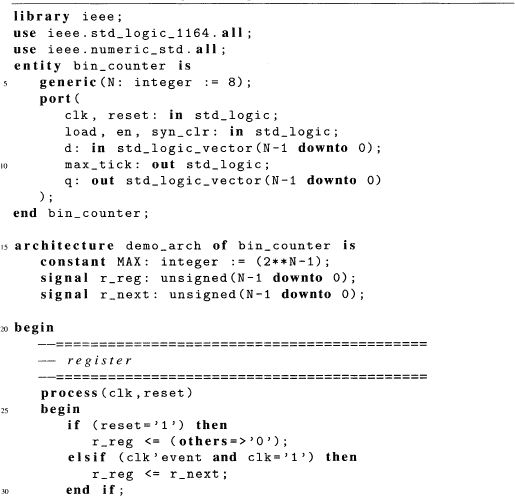 library ieee;
use ieee.std_logic_1164.all;
use ieee.numeric_std.all;
entity bin_counter is
5 generic(N: integer := 8);
port(
clk, reset: in std_logic;
load, en, syn_clr: in std_logic;
d: in std_logic_vector(N-1 downto 0);
10 max_tick: out std_logic;
q: out std_logic_vector(N-1 downto 0)
);
end bin_counter;
15 architecture demo_arch of bin_counter is
constant MAX: integer := (2**N-1);
signal r_reg: unsigned(N-1 downto 0);
signal r_next: unsigned(N-1 downto 0);
20 begin
--===========================================
-- register
--===========================================
process(clk,reset)
25 begin
if (reset='1') then
r_reg <= (others=>'0');
elsif (clk'event and clk='1') then
r_reg <= r_next;
30 end if;